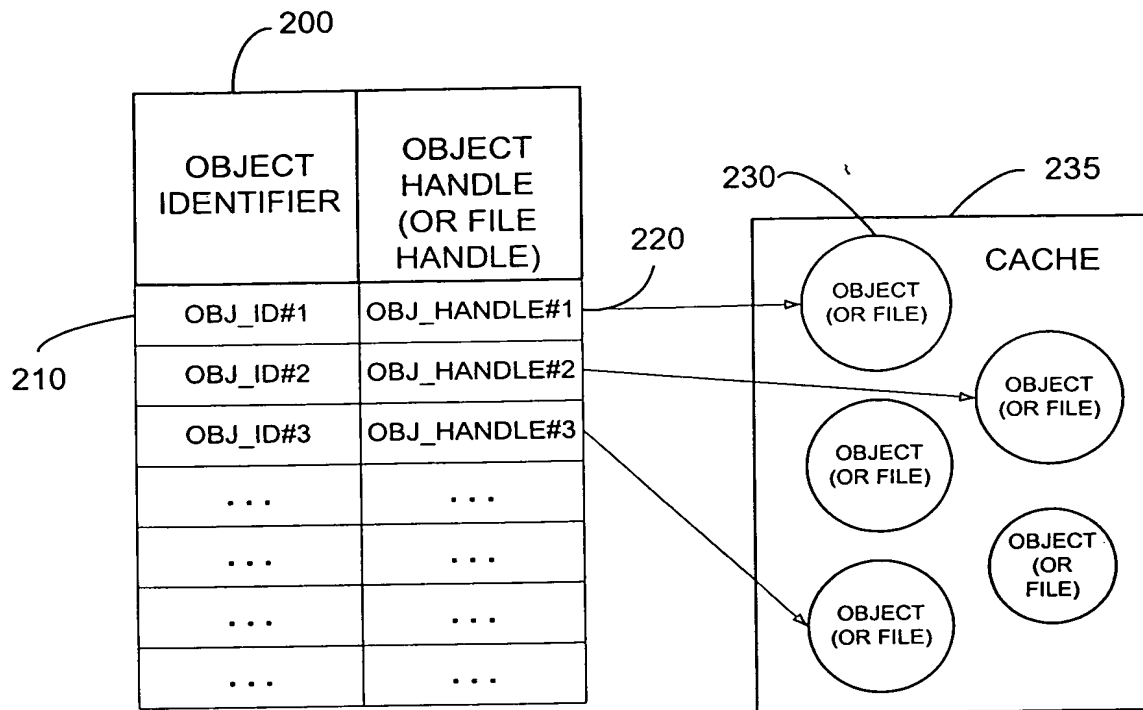 200
OBJECT
IDENTIFIER
OBJECT
HANDLE
(OR FILE
HANDLE)
OBJ_ID#1
OBJ_HANDLE#1
OBJ_ID#2
OBJ_HANDLE#2
OBJ_ID#3
OBJ_HANDLE#3
. . .
. . .
. . .
. . .
. . .
. . .
. . .
. . .
210
220
230
235
CACHE
OBJECT
(OR FILE)
OBJECT
(OR FILE)
OBJECT
(OR FILE)
OBJECT
(OR
FILE)
OBJECT
(OR FILE)